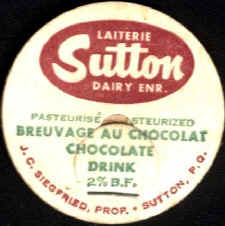 LAITERIE
Sutton
DAIRY ENR.
PASTEURISÉ PASTEURIZED
BREUVAGE AU CHOCOLAT
CHOCOLATE
DRINK
2% B.F.
J. C. SIEGFRIED, PROP. • SUTTON, P.Q.